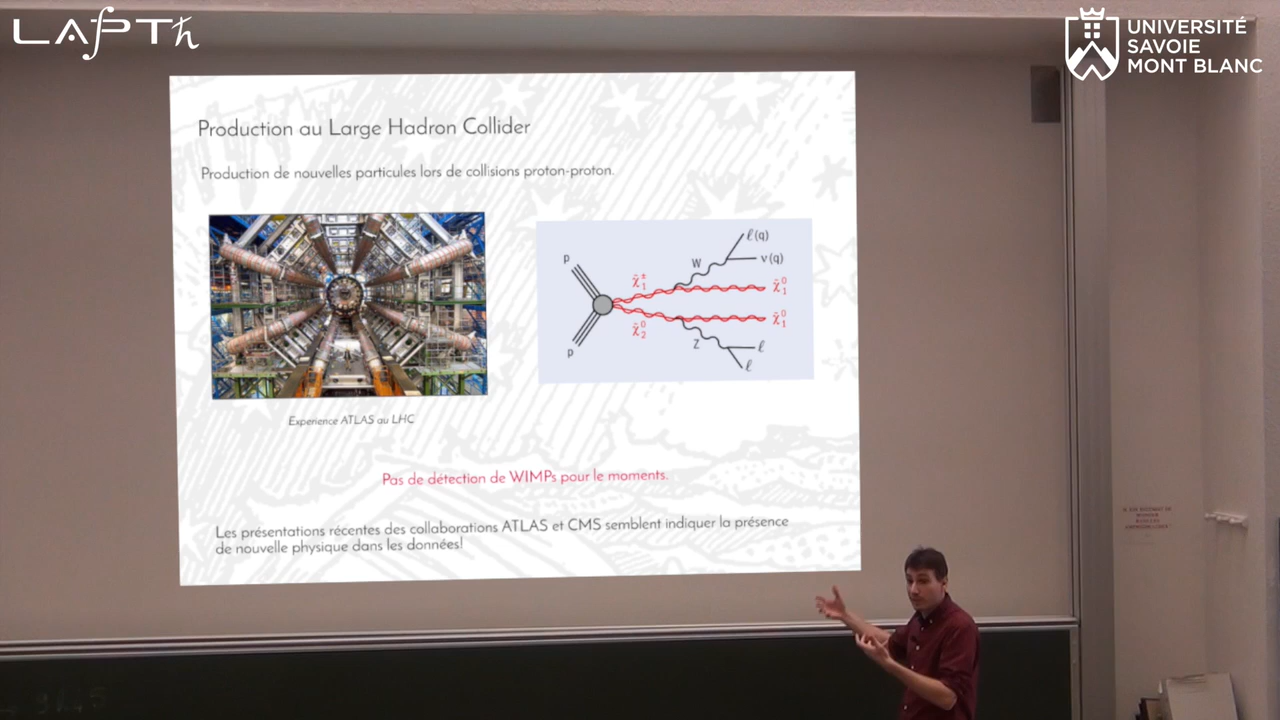 LAPTh
UNIVERSITÉ
SAVOIE
MONT BLANC
Production au Large Hadron Collider
Production de nouvelles particules lors de collisions proton-proton.
p
p
χ̃₁±
χ̃₂⁰
W
Z
ℓ(q)
ν(q)
χ̃₁⁰
χ̃₁⁰
ℓ
ℓ
Experience ATLAS au LHC
Pas de détection de WIMPs pour le moments.
Les présentations récentes des collaborations ATLAS et CMS semblent indiquer la présence
de nouvelle physique dans les données!